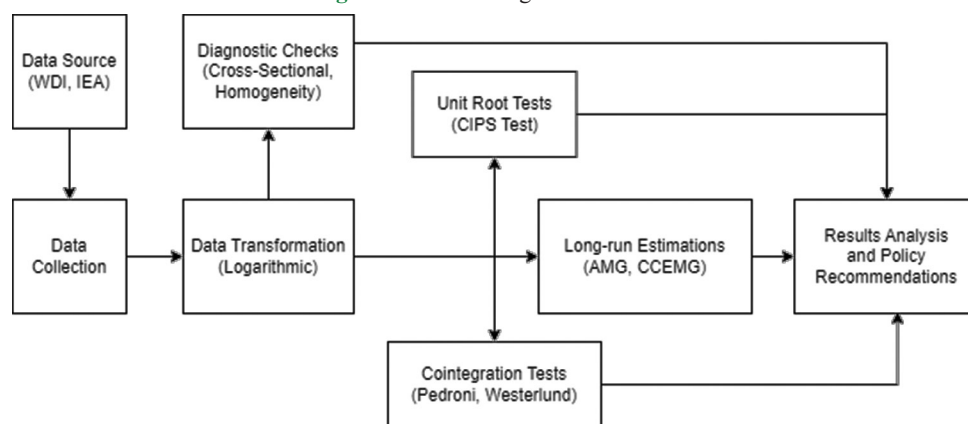 Data Source
(WDI, IEA)
Diagnostic Checks
(Cross-Sectional,
Homogeneity)
Unit Root Tests
(CIPS Test)
Data
Collection
Data Transformation
(Logarithmic)
Long-run Estimations
(AMG, CCEMG)
Results Analysis
and Policy
Recommendations
Cointegration Tests
(Pedroni, Westerlund)